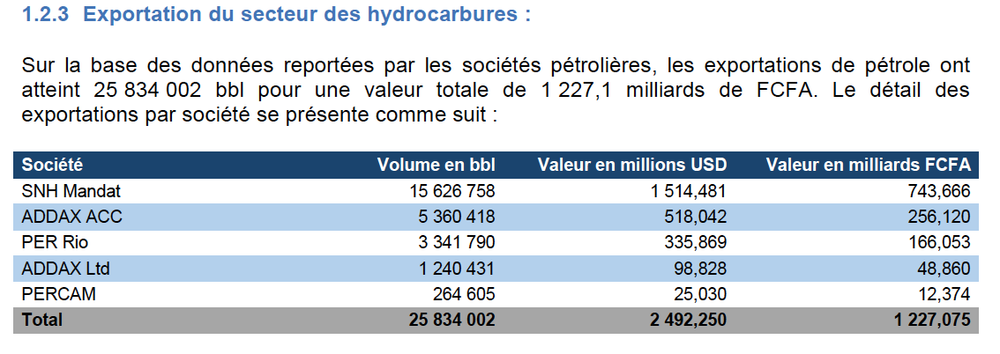 1.2.3 Exportation du secteur des hydrocarbures :
Sur la base des données reportées par les sociétés pétrolières, les exportations de pétrole ont
atteint 25 834 002 bbl pour une valeur totale de 1 227,1 milliards de FCFA. Le détail des
exportations par société se présente comme suit :
Société Volume en bbl Valeur en millions USD Valeur en milliards FCFA
SNH Mandat 15 626 758 1 514,481 743,666
ADDAX ACC 5 360 418 518,042 256,120
PER Rio 3 341 790 335,869 166,053
ADDAX Ltd 1 240 431 98,828 48,860
PERCAM 264 605 25,030 12,374
Total 25 834 002 2 492,250 1 227,075